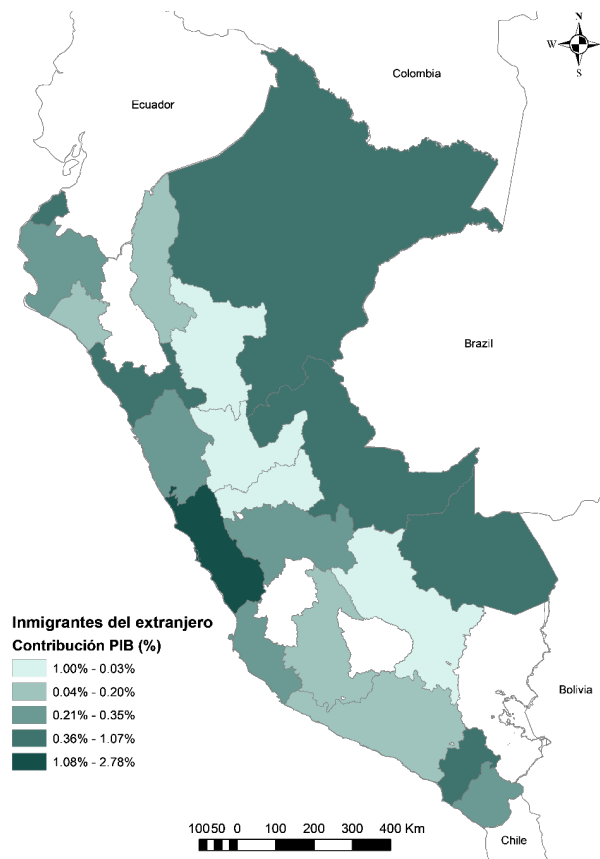 N
W
S
Colombia
Ecuador
Brazil
Inmigrantes del extranjero
Contribución PIB (%)
1.00% - 0.03%
0.04% - 0.20%
0.21% - 0.35%
0.36% - 1.07%
1.08% - 2.78%
Bolivia
10050 0 100 200 300 400 Km
Chile